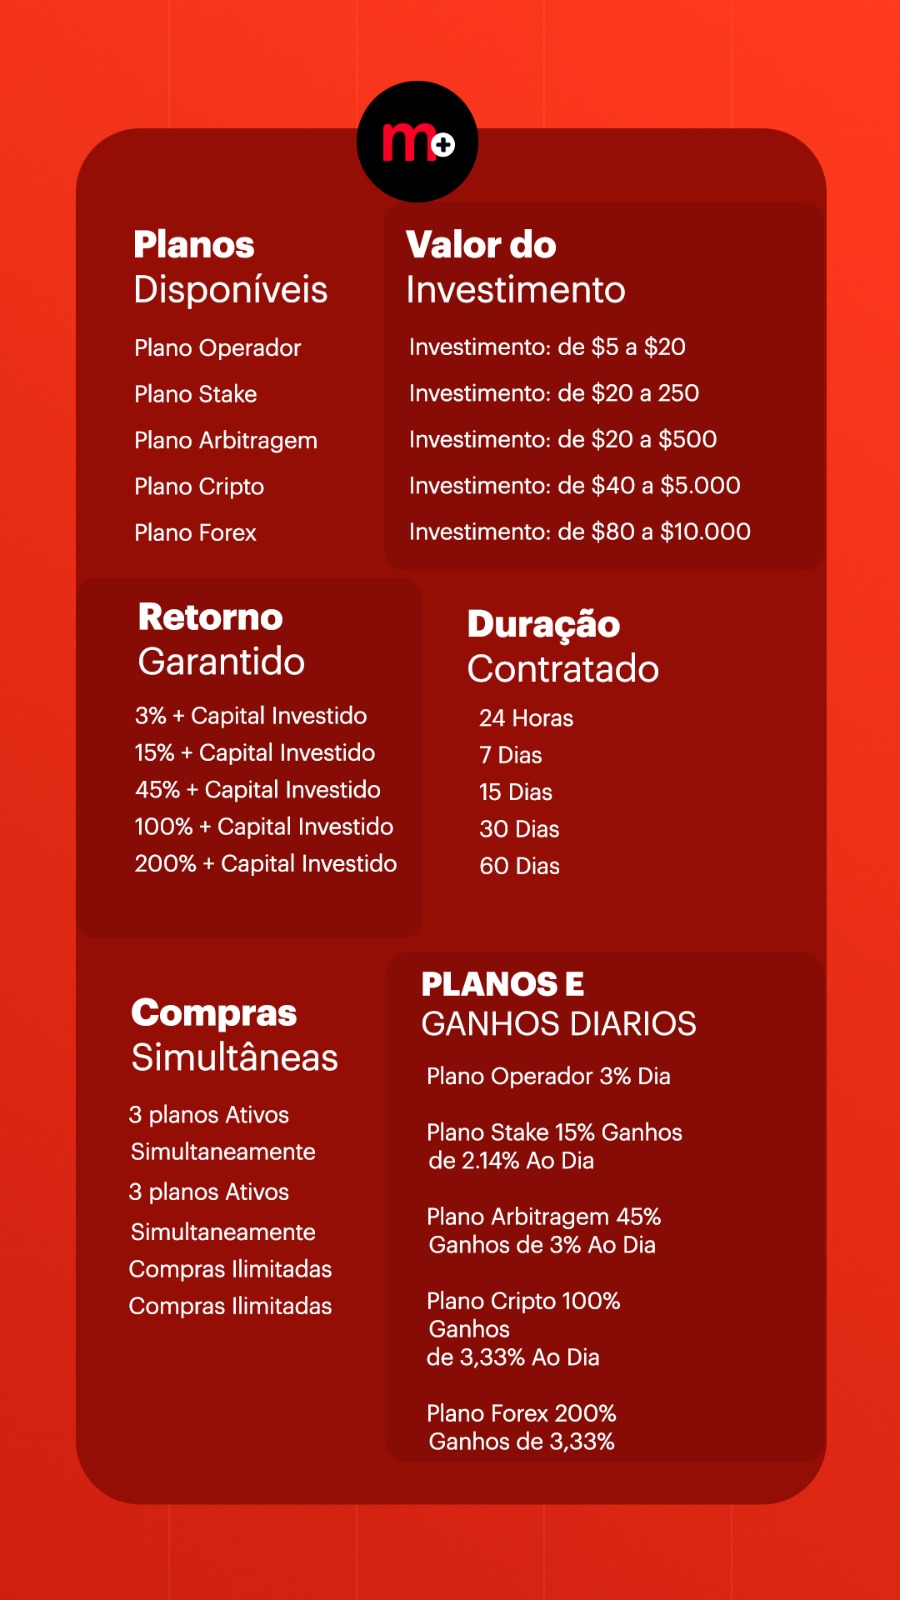 m+
Planos
Disponíveis
Plano Operador
Plano Stake
Plano Arbitragem
Plano Cripto
Plano Forex
Valor do
Investimento
Investimento: de $5 a $20
Investimento: de $20 a 250
Investimento: de $20 a $500
Investimento: de $40 a $5.000
Investimento: de $80 a $10.000
Retorno
Garantido
3% + Capital Investido
15% + Capital Investido
45% + Capital Investido
100% + Capital Investido
200% + Capital Investido
Duração
Contratado
24 Horas
7 Dias
15 Dias
30 Dias
60 Dias
Compras
Simultâneas
3 planos Ativos
Simultaneamente
3 planos Ativos
Simultaneamente
Compras Ilimitadas
Compras Ilimitadas
PLANOS E
GANHOS DIARIOS
Plano Operador 3% Dia
Plano Stake 15% Ganhos
de 2.14% Ao Dia
Plano Arbitragem 45%
Ganhos de 3% Ao Dia
Plano Cripto 100%
Ganhos
de 3,33% Ao Dia
Plano Forex 200%
Ganhos de 3,33%